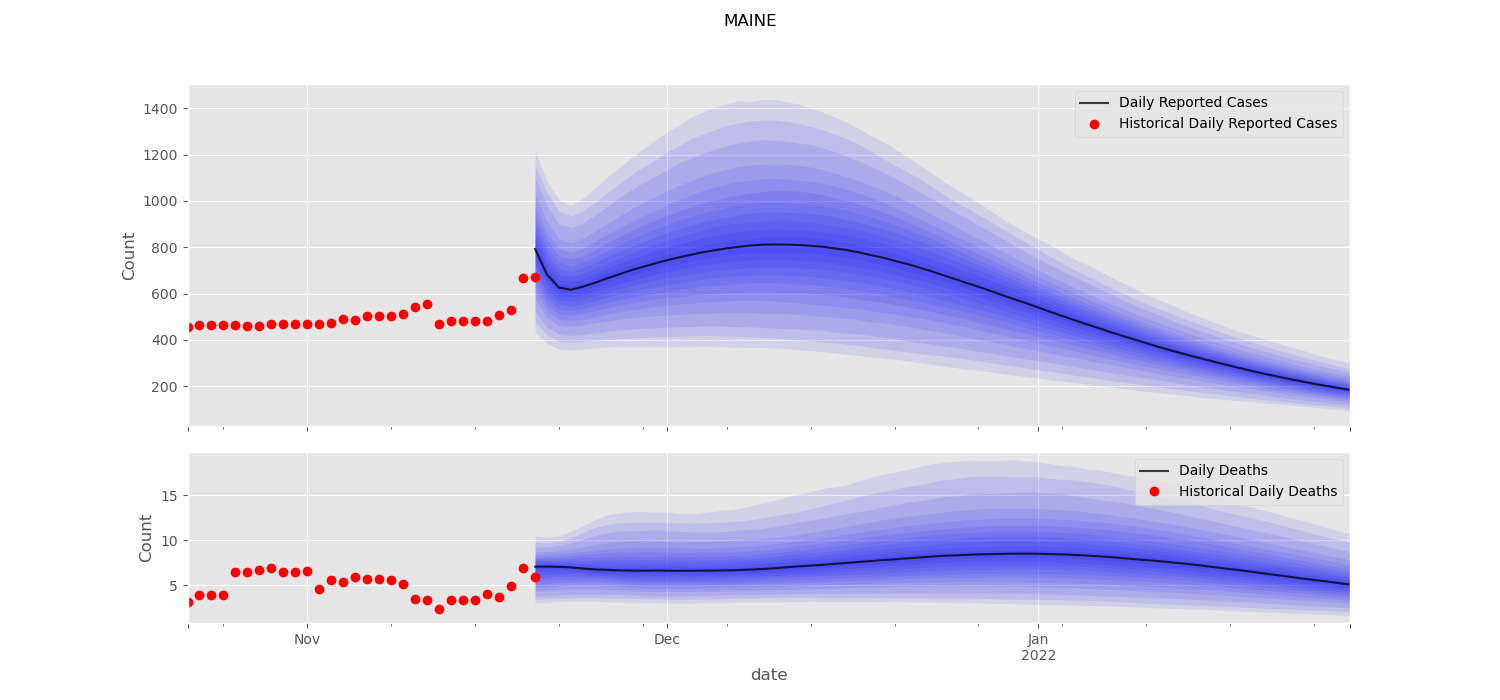 MAINE
1400
1200
1000
800
600
400
200
Count
Daily Reported Cases
Historical Daily Reported Cases
15
10
5
Count
Daily Deaths
Historical Daily Deaths
Nov
Dec
Jan
2022
date